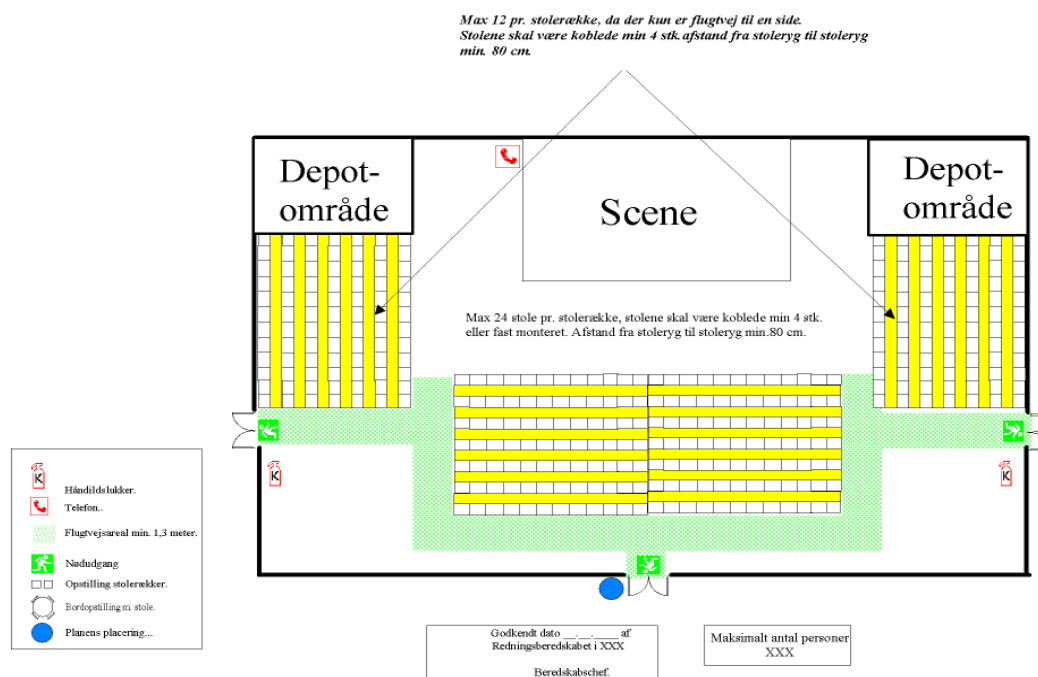 Max 12 pr. stolerække, da der kun er flugtvej til en side.
Stolene skal være koblede min 4 stk.afstand fra stoleryg til stoleryg
min. 80 cm.
Depot-
område
Scene
Depot-
område
Max 24 stole pr. stolerække, stolene skal være koblede min 4 stk.
eller fast monteret. Afstand fra stoleryg til stoleryg min.80 cm.
K
K
K
Håndildslukker.
Telefon..
Flugtvejsareal min. 1,3 meter.
Nødudgang
Opstilling stolerækker.
Bordopstilling m. stole.
Planens placering...
Godkendt dato __.__.____ af
Redningsberedskabet i XXX
Beredskabschef.
Maksimalt antal personer
XXX